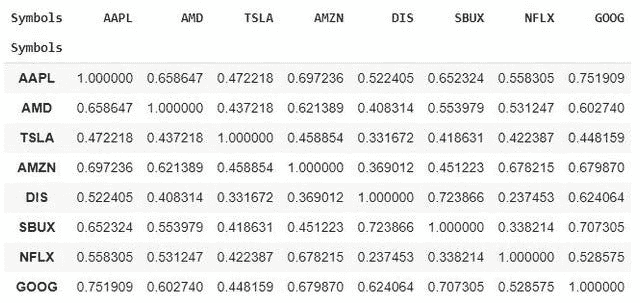 Symbols AAPL AMD TSLA AMZN DIS SBUX NFLX GOOG
Symbols
AAPL 1.000000 0.658647 0.472218 0.697236 0.522405 0.652324 0.558305 0.751909
AMD 0.658647 1.000000 0.437218 0.621389 0.408314 0.553979 0.531247 0.602740
TSLA 0.472218 0.437218 1.000000 0.458854 0.331672 0.418631 0.422387 0.448159
AMZN 0.697236 0.621389 0.458854 1.000000 0.369012 0.451223 0.678215 0.679870
DIS 0.522405 0.408314 0.331672 0.369012 1.000000 0.723866 0.237453 0.624064
SBUX 0.652324 0.553979 0.418631 0.451223 0.723866 1.000000 0.338214 0.707305
NFLX 0.558305 0.531247 0.422387 0.678215 0.237453 0.338214 1.000000 0.528575
GOOG 0.751909 0.602740 0.448159 0.679870 0.624064 0.707305 0.528575 1.000000